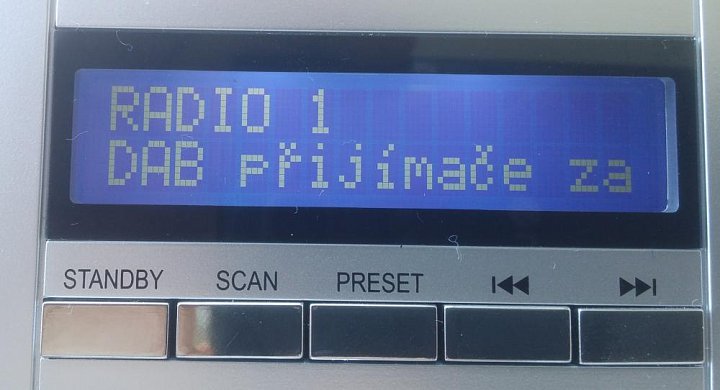 RADIO 1
DAB přijímače za
STANDBY SCAN PRESET